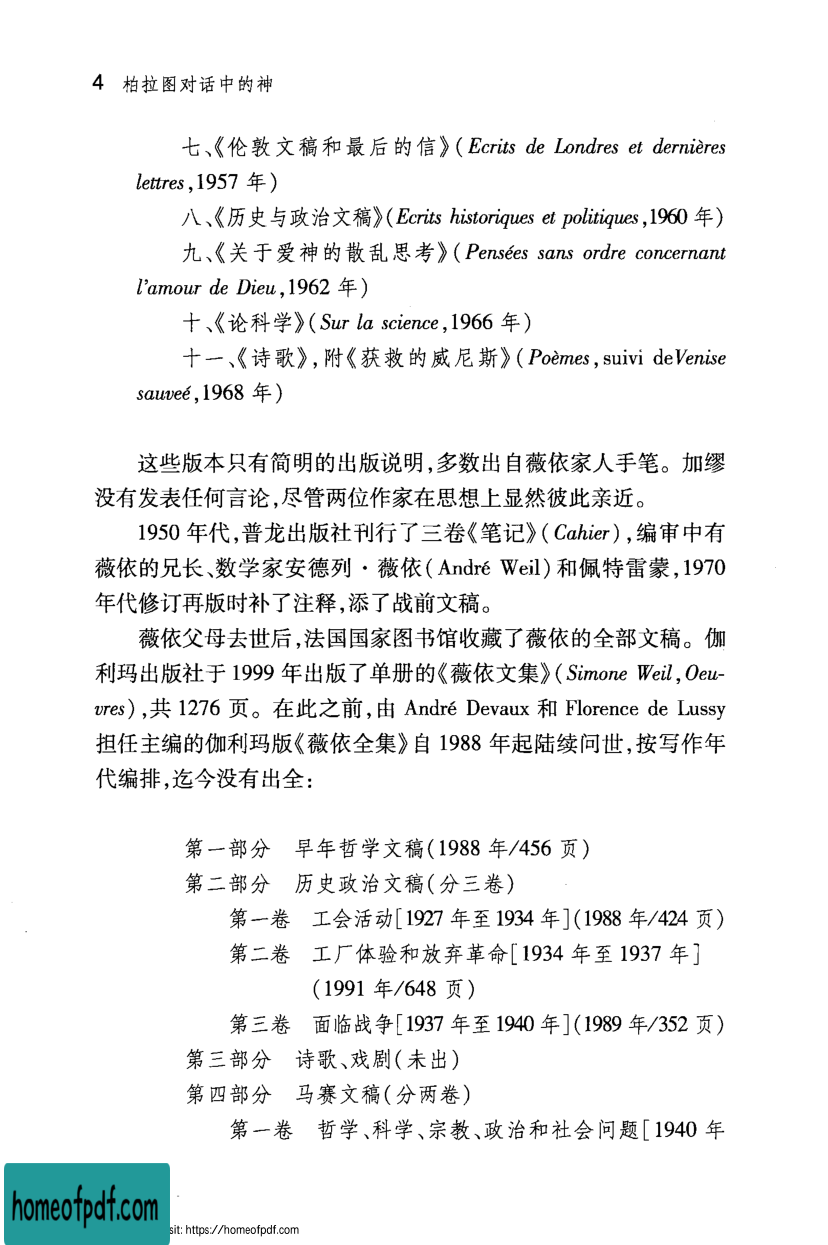 4 柏拉图对话中的神
七、《伦敦文稿和最后的信》(Ecrits de Londres et dernières
lettres,1957 年)
八、《历史与政治文稿》(Ecrits historiques et politiques,1960 年)
九、《关于爱神的散乱思考》(Pensées sans ordre concernant
l'amour de Dieu,1962 年)
十、《论科学》(Sur la science,1966 年)
十一、《诗歌》,附《获救的威尼斯》(Poèmes,suivi deVenise
sauveé,1968 年)
这些版本只有简明的出版说明,多数出自薇依家人手笔。加缪
没有发表任何言论,尽管两位作家在思想上显然彼此亲近。
1950 年代,普龙出版社刊行了三卷《笔记》(Cahier),编审中有
薇依的兄长、数学家安德列·薇依(André Weil)和佩特雷蒙,1970
年代修订再版时补了注释,添了战前文稿。
薇依父母去世后,法国国家图书馆收藏了薇依的全部文稿。伽
利玛出版社于 1999 年出版了单册的《薇依文集》(Simone Weil,Oeu-
vres),共 1276 页。在此之前,由 André Devaux 和 Florence de Lussy
担任主编的伽利玛版《薇依全集》自 1988 年起陆续问世,按写作年
代编排,迄今没有出全:
第一部分 早年哲学文稿(1988 年/456 页)
第二部分 历史政治文稿(分三卷)
第一卷 工会活动[1927 年至 1934 年](1988 年/424 页)
第二卷 工厂体验和放弃革命[1934 年至 1937 年]
(1991 年/648 页)
第三卷 面临战争[1937 年至 1940 年](1989 年/352 页)
第三部分 诗歌、戏剧(未出)
第四部分 马赛文稿(分两卷)
第一卷 哲学、科学、宗教、政治和社会问题[1940 年
homeofpdf.com
sit: https://homeofpdf.com